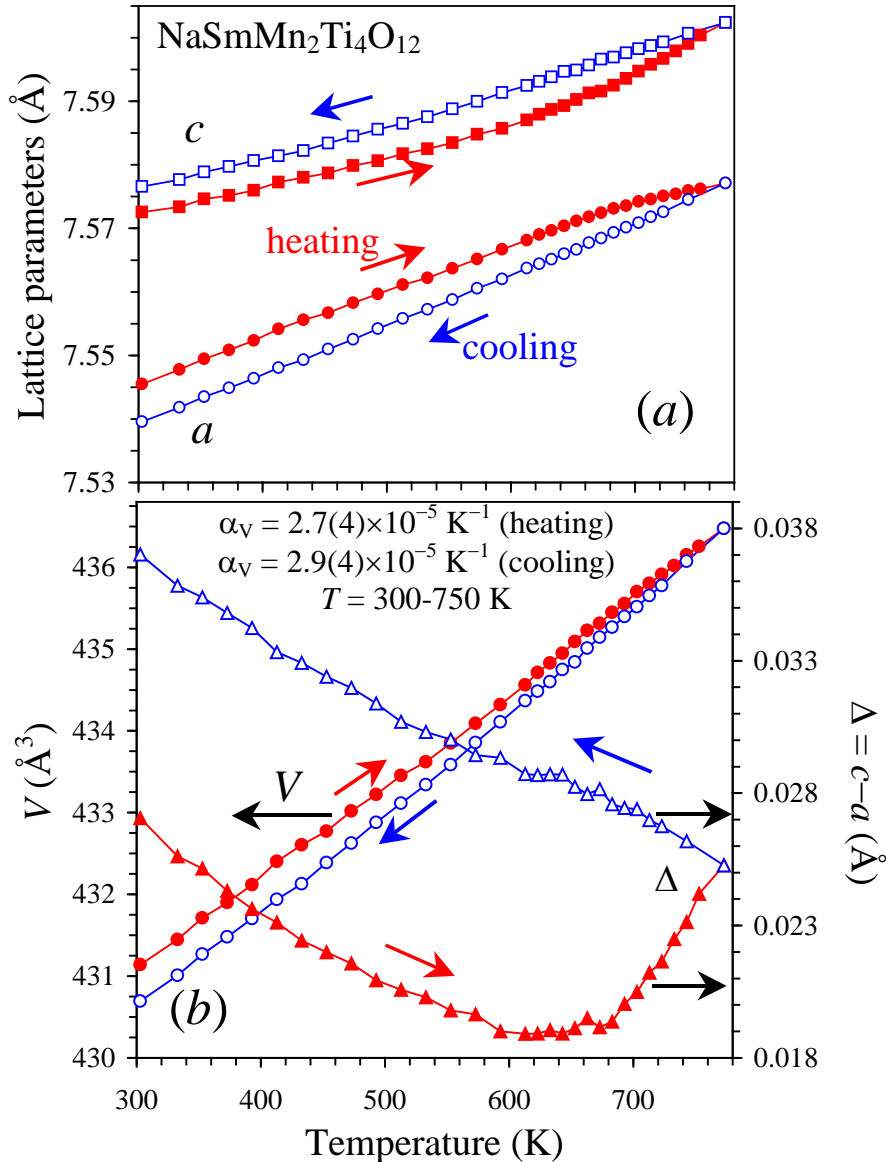 NaSmMn₂Ti₄O₁₂
Lattice parameters (Å)
7.59
7.57
7.55
7.53
c
heating
cooling
a
(a)
αV = 2.7(4)×10⁻⁵ K⁻¹ (heating)
αV = 2.9(4)×10⁻⁵ K⁻¹ (cooling)
T = 300-750 K
V (Å³)
436
435
434
433
432
431
430
V
Δ
(b)
0.038
0.033
0.028
0.023
0.018
Δ = c–a (Å)
300 400 500 600 700
Temperature (K)